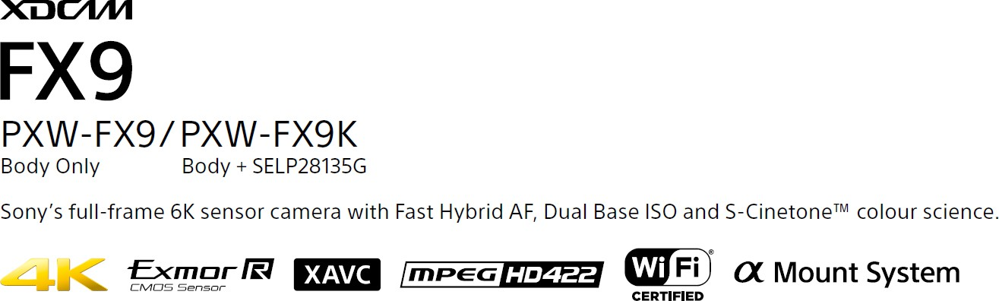 XDCAM
FX9
PXW-FX9/PXW-FX9K
Body Only Body + SELP28135G
Sony's full-frame 6K sensor camera with Fast Hybrid AF, Dual Base ISO and S-Cinetone™ colour science.
4K Exmor R CMOS Sensor XAVC MPEG HD422 Wi Fi® CERTIFIED α Mount System